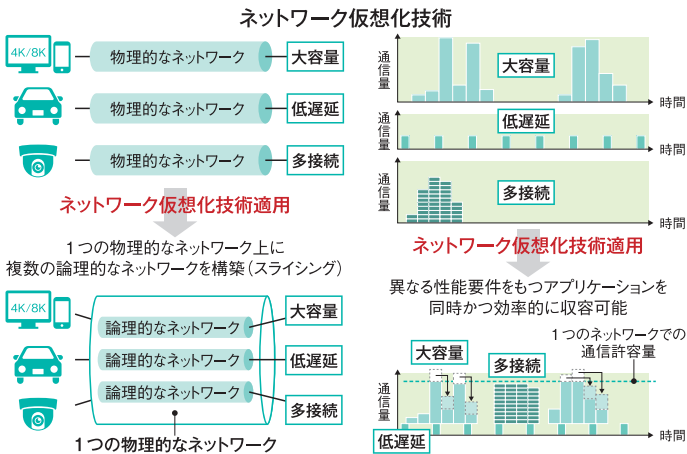 ネットワーク仮想化技術
4K/8K
物理的なネットワーク
大容量
物理的なネットワーク
低遅延
物理的なネットワーク
多接続
ネットワーク仮想化技術適用
1つの物理的なネットワーク上に
複数の論理的なネットワークを構築(スライシング)
4K/8K
論理的なネットワーク
大容量
論理的なネットワーク
低遅延
論理的なネットワーク
多接続
1つの物理的なネットワーク
通信量
大容量
時間
通信量
低遅延
時間
通信量
多接続
時間
ネットワーク仮想化技術適用
異なる性能要件をもつアプリケーションを
同時かつ効率的に収容可能
1つのネットワークでの
通信許容量
大容量
多接続
通信量
低遅延
時間